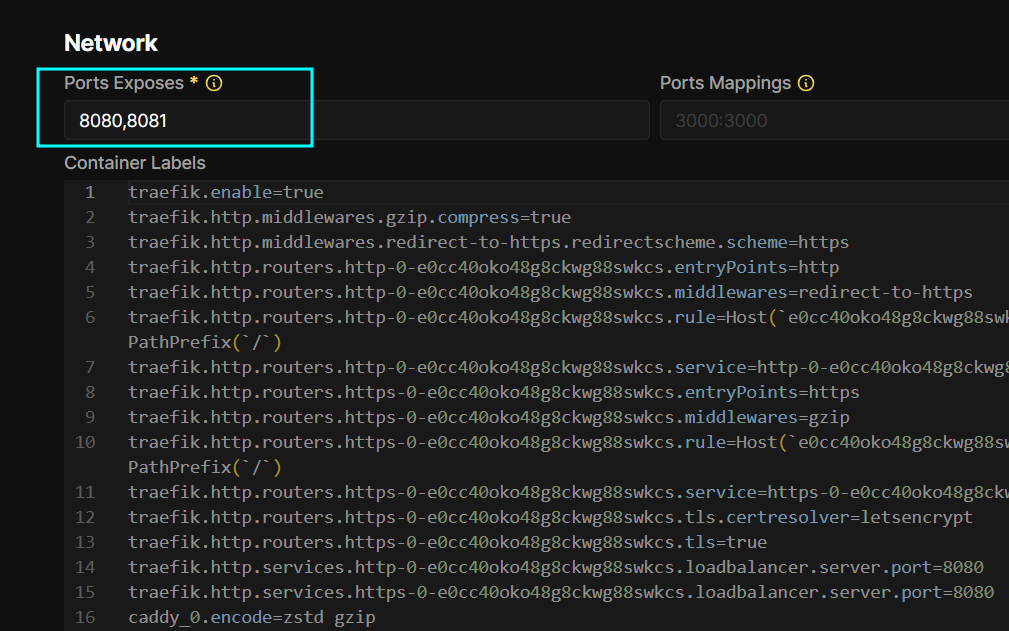 Network
Ports Exposes *
Ports Mappings
8080,8081
3000:3000
Container Labels
1 traefik.enable=true
2 traefik.http.middlewares.gzip.compress=true
3 traefik.http.middlewares.redirect-to-https.redirectscheme.scheme=https
4 traefik.http.routers.http-0-e0cc40oko48g8ckwg88swkcs.entryPoints=http
5 traefik.http.routers.http-0-e0cc40oko48g8ckwg88swkcs.middlewares=redirect-to-https
6 traefik.http.routers.http-0-e0cc40oko48g8ckwg88swkcs.rule=Host(`e0cc40oko48g8ckwg88swk
PathPrefix(`/`)
7 traefik.http.routers.http-0-e0cc40oko48g8ckwg88swkcs.service=http-0-e0cc40oko48g8ckwg8
8 traefik.http.routers.https-0-e0cc40oko48g8ckwg88swkcs.entryPoints=https
9 traefik.http.routers.https-0-e0cc40oko48g8ckwg88swkcs.middlewares=gzip
10 traefik.http.routers.https-0-e0cc40oko48g8ckwg88swkcs.rule=Host(`e0cc40oko48g8ckwg88sw
PathPrefix(`/`)
11 traefik.http.routers.https-0-e0cc40oko48g8ckwg88swkcs.service=https-0-e0cc40oko48g8ckw
12 traefik.http.routers.https-0-e0cc40oko48g8ckwg88swkcs.tls.certresolver=letsencrypt
13 traefik.http.routers.https-0-e0cc40oko48g8ckwg88swkcs.tls=true
14 traefik.http.services.http-0-e0cc40oko48g8ckwg88swkcs.loadbalancer.server.port=8080
15 traefik.http.services.https-0-e0cc40oko48g8ckwg88swkcs.loadbalancer.server.port=8080
16 caddy_0.encode=zstd gzip